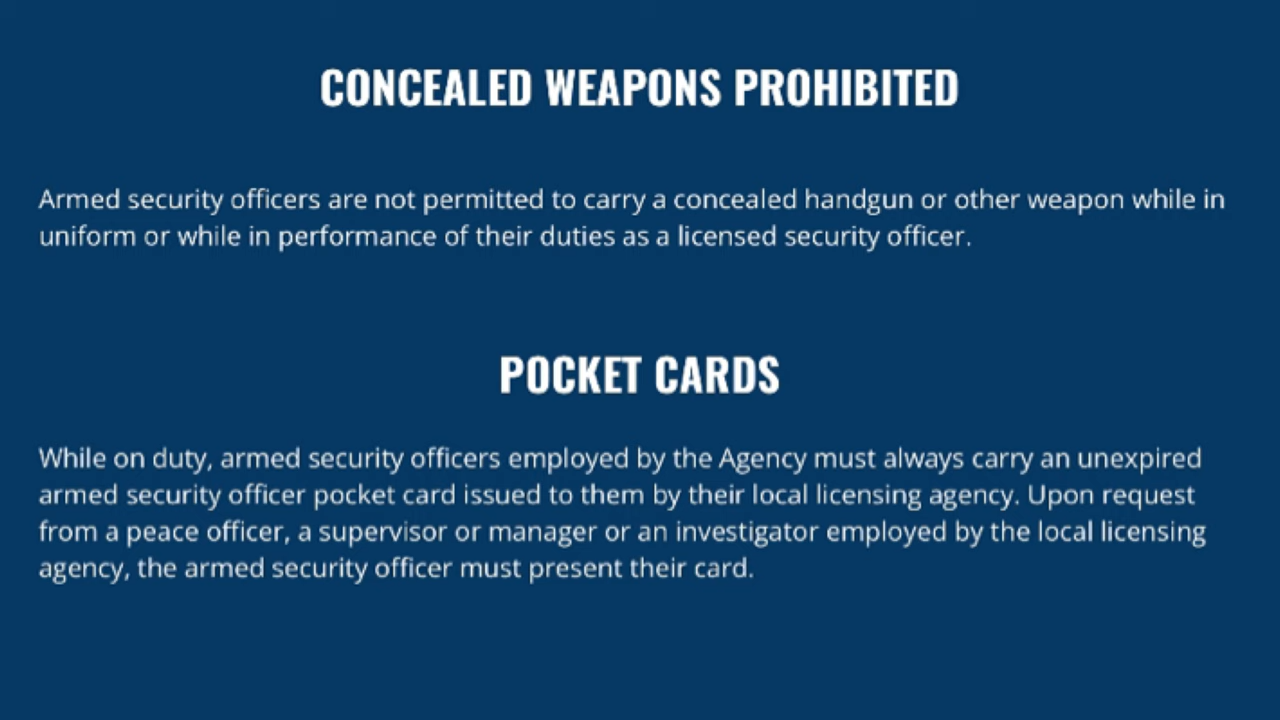 CONCEALED WEAPONS PROHIBITED
Armed security officers are not permitted to carry a concealed handgun or other weapon while in
uniform or while in performance of their duties as a licensed security officer.
POCKET CARDS
While on duty, armed security officers employed by the Agency must always carry an unexpired
armed security officer pocket card issued to them by their local licensing agency. Upon request
from a peace officer, a supervisor or manager or an investigator employed by the local licensing
agency, the armed security officer must present their card.